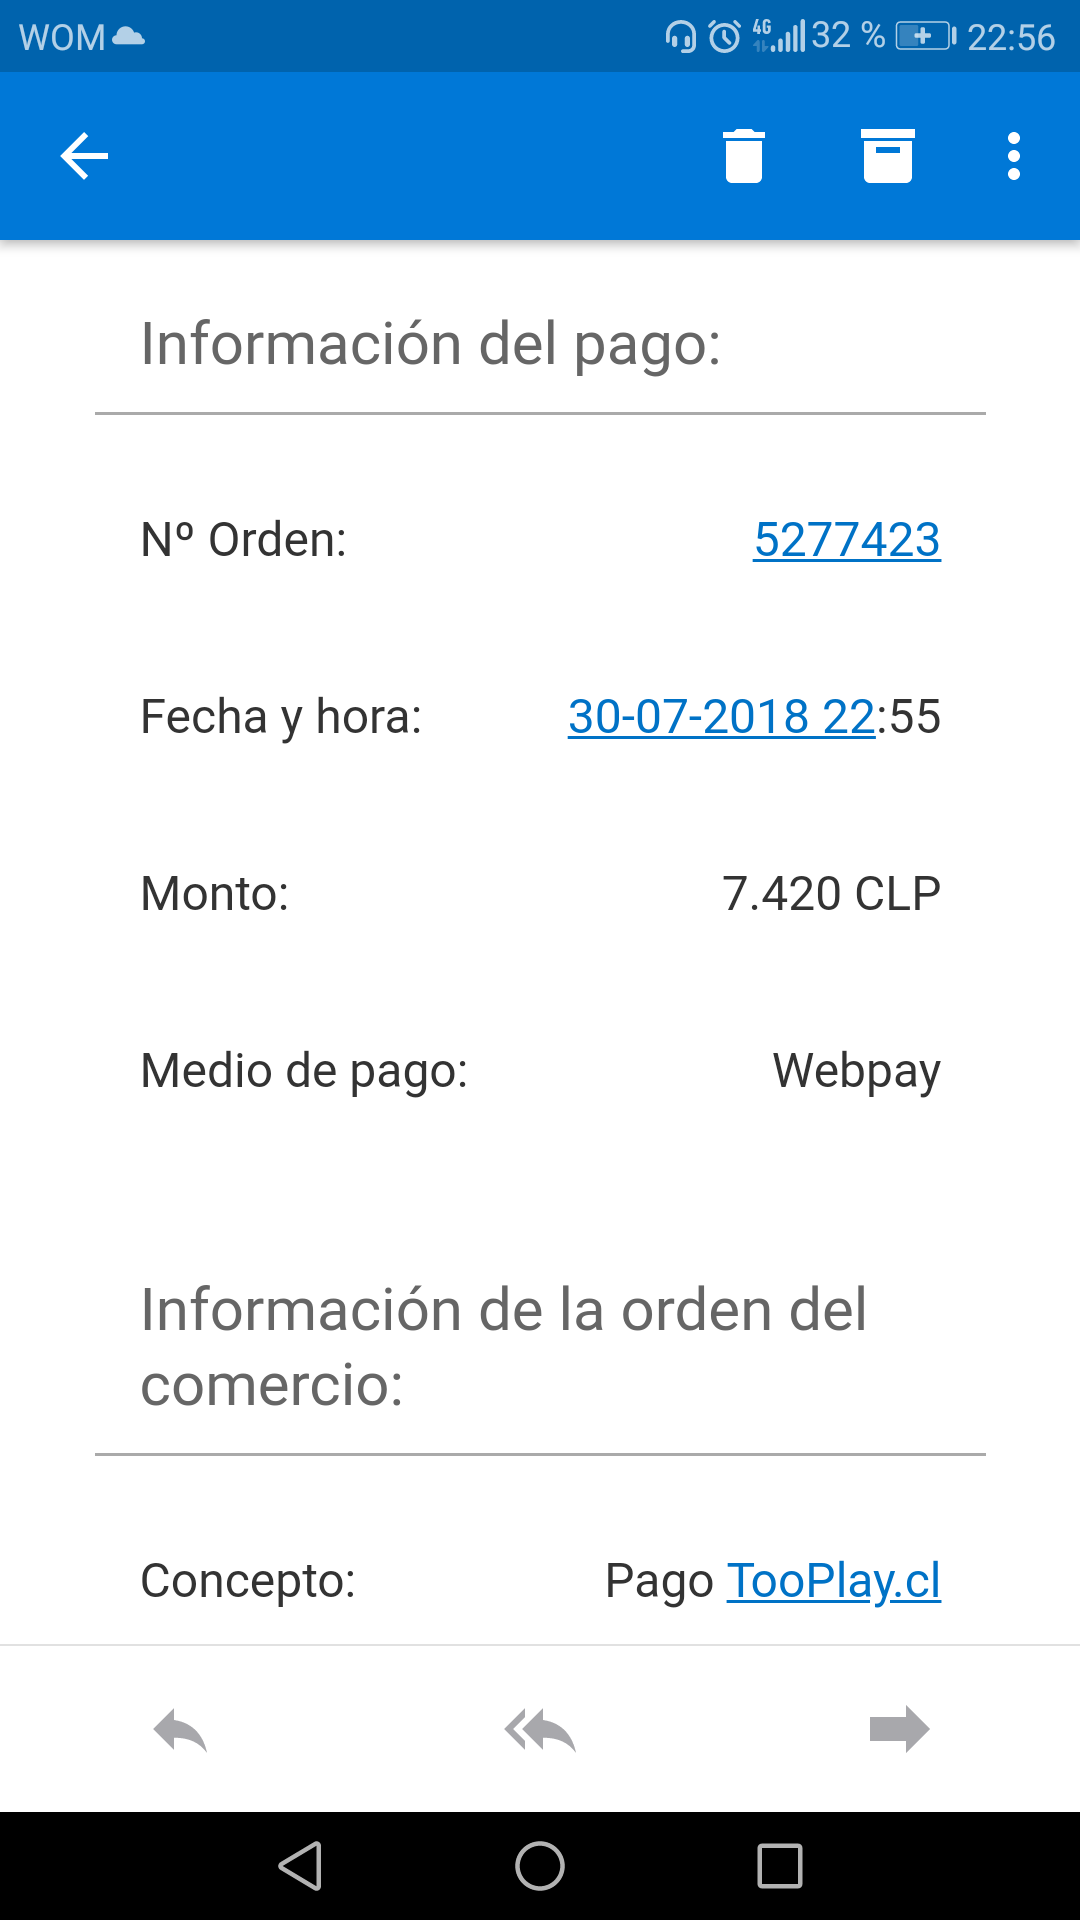 WOM 4G 32 % 22:56
Información del pago:
Nº Orden: 5277423
Fecha y hora: 30-07-2018 22:55
Monto: 7.420 CLP
Medio de pago: Webpay
Información de la orden del
comercio:
Concepto: Pago TooPlay.cl